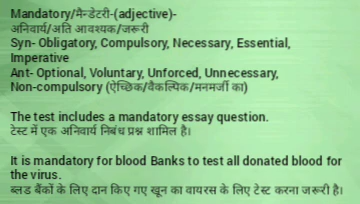 Mandatory/मैन्डेटरी-(adjective)-
अनिवार्य/अति आवश्यक/जरूरी
Syn- Obligatory, Compulsory, Necessary, Essential,
Imperative
Ant- Optional, Voluntary, Unforced, Unnecessary,
Non-compulsory (ऐच्छिक/वैकल्पिक/मनमर्जी का)
The test includes a mandatory essay question.
टेस्ट में एक अनिवार्य निबंध प्रश्न शामिल है।
It is mandatory for blood Banks to test all donated blood for
the virus.
ब्लड बैंकों के लिए दान किए गए खून का वायरस के लिए टेस्ट करना जरूरी है।